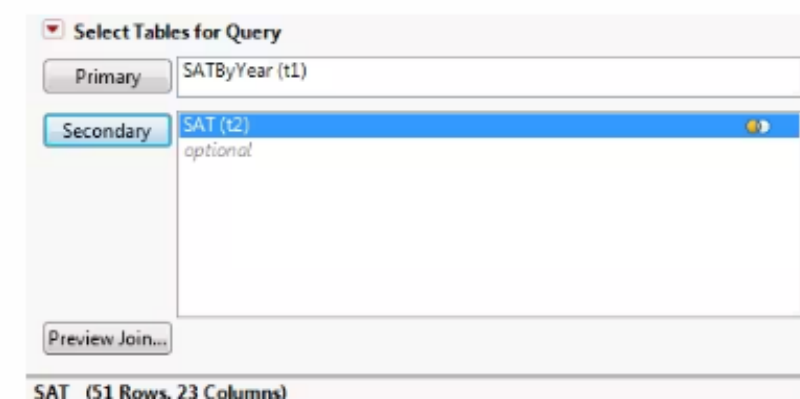 Select Tables for Query
Primary
SATByYear (t1)
Secondary
SAT (t2)
optional
Preview Join...
SAT (51 Rows, 23 Columns)